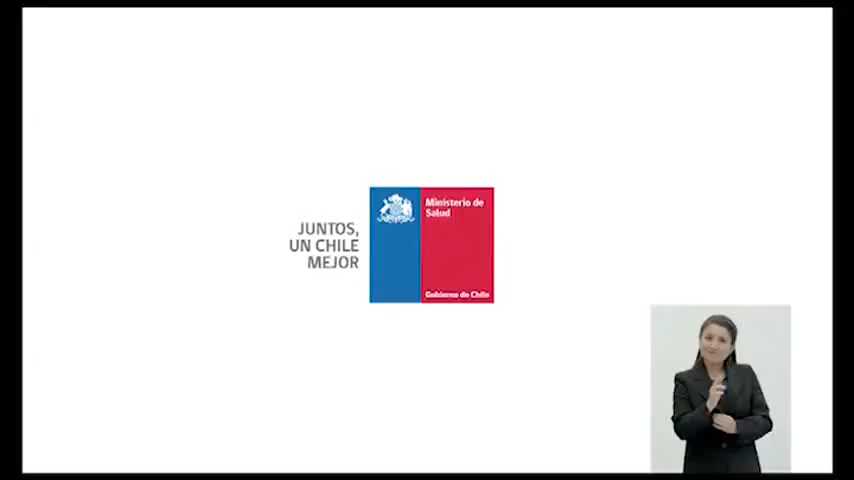 JUNTOS,
UN CHILE
MEJOR
Ministerio de
Salud
Gobierno de Chile